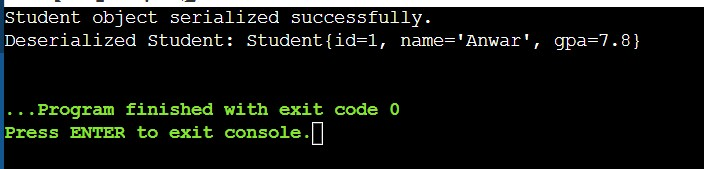 Student object serialized successfully.
Deserialized Student: Student{id=1, name='Anwar', gpa=7.8}
...Program finished with exit code 0
Press ENTER to exit console.